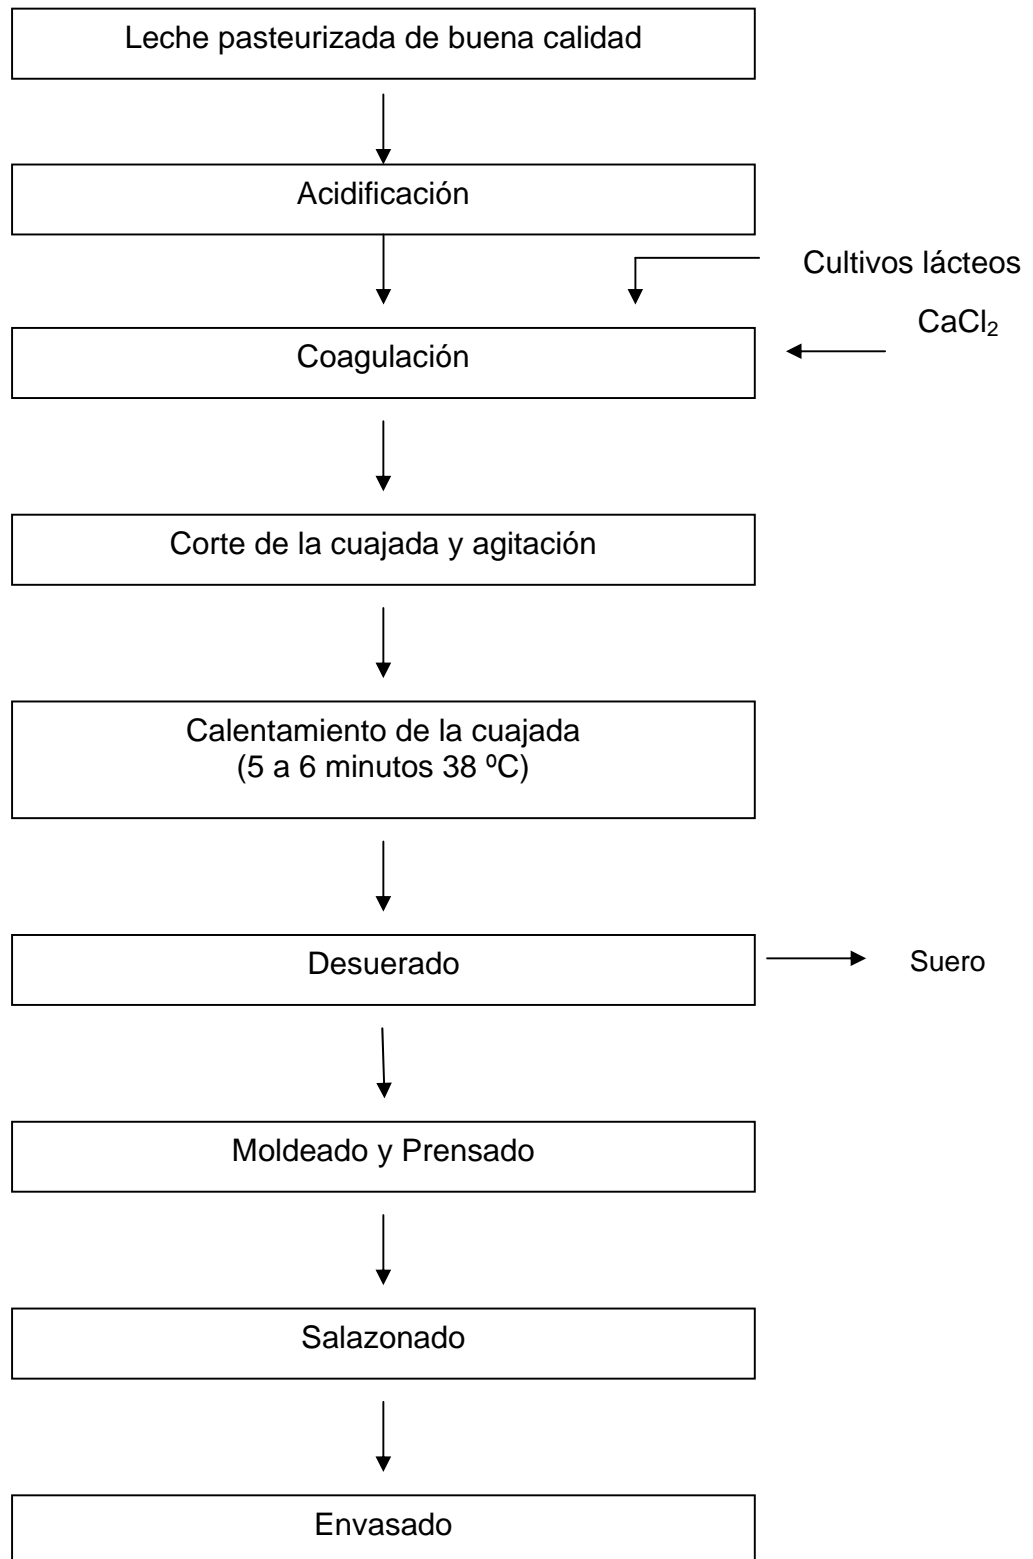 Leche pasteurizada de buena calidad
Acidificación
Cultivos lácteos
CaCl₂
Coagulación
Corte de la cuajada y agitación
Calentamiento de la cuajada
(5 a 6 minutos 38 ºC)
Desuerado
Suero
Moldeado y Prensado
Salazonado
Envasado